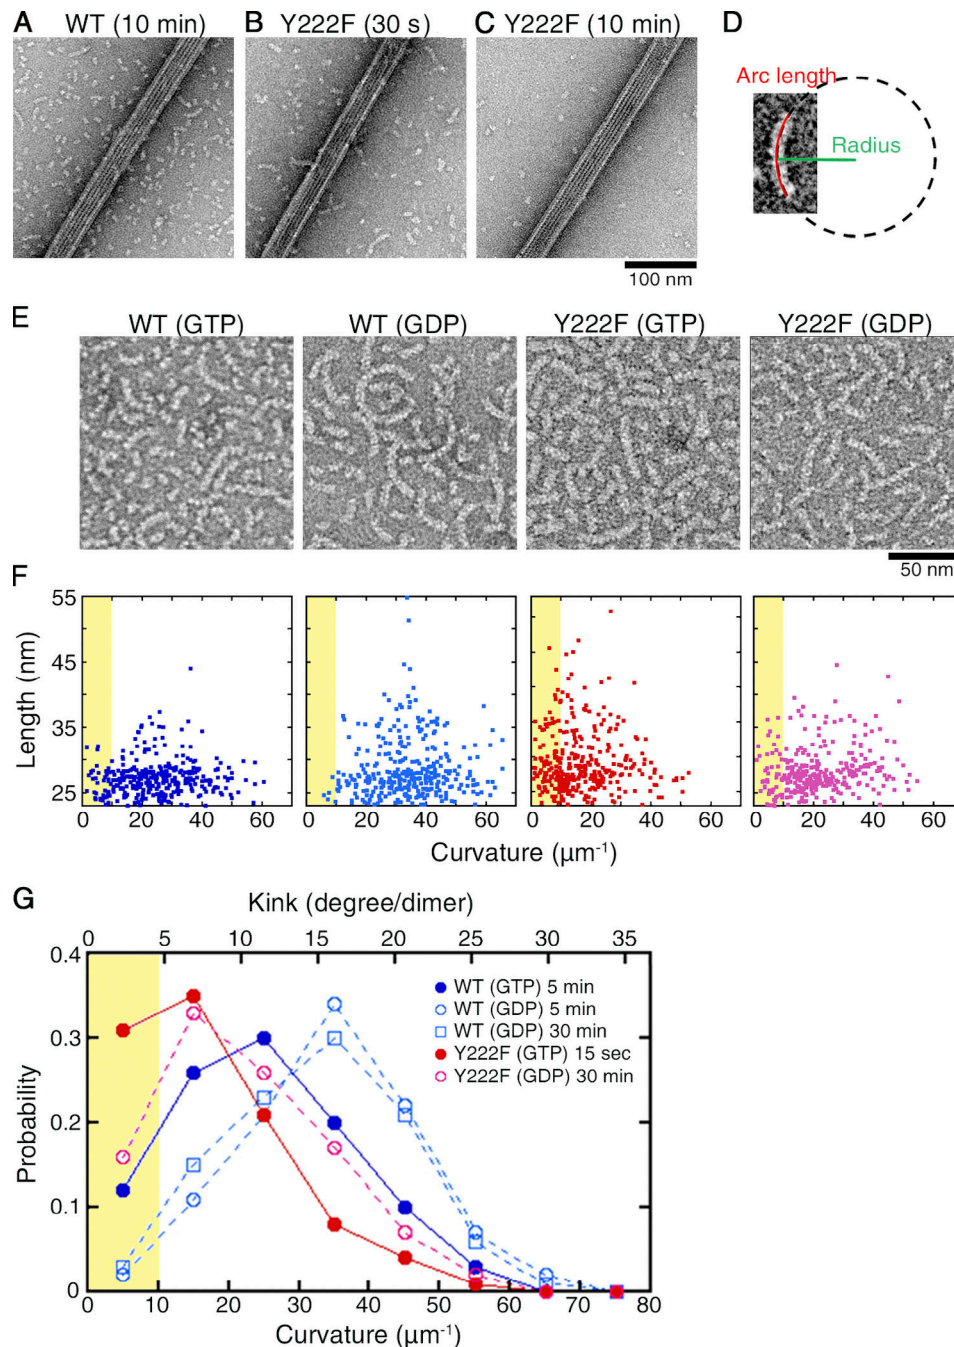 A WT (10 min)
B Y222F (30 s)
C Y222F (10 min)
D
Arc length
Radius
100 nm
E
WT (GTP)
WT (GDP)
Y222F (GTP)
Y222F (GDP)
50 nm
F
Length (nm)
55
45
35
25
0 20 40 60
0 20 40 60
0 20 40 60
0 20 40 60
Curvature (µm⁻¹)
G
Kink (degree/dimer)
0 5 10 15 20 25 30 35
Probability
0.4
0.3
0.2
0.1
0
WT (GTP) 5 min
WT (GDP) 5 min
WT (GDP) 30 min
Y222F (GTP) 15 sec
Y222F (GDP) 30 min
0 10 20 30 40 50 60 70 80
Curvature (µm⁻¹)